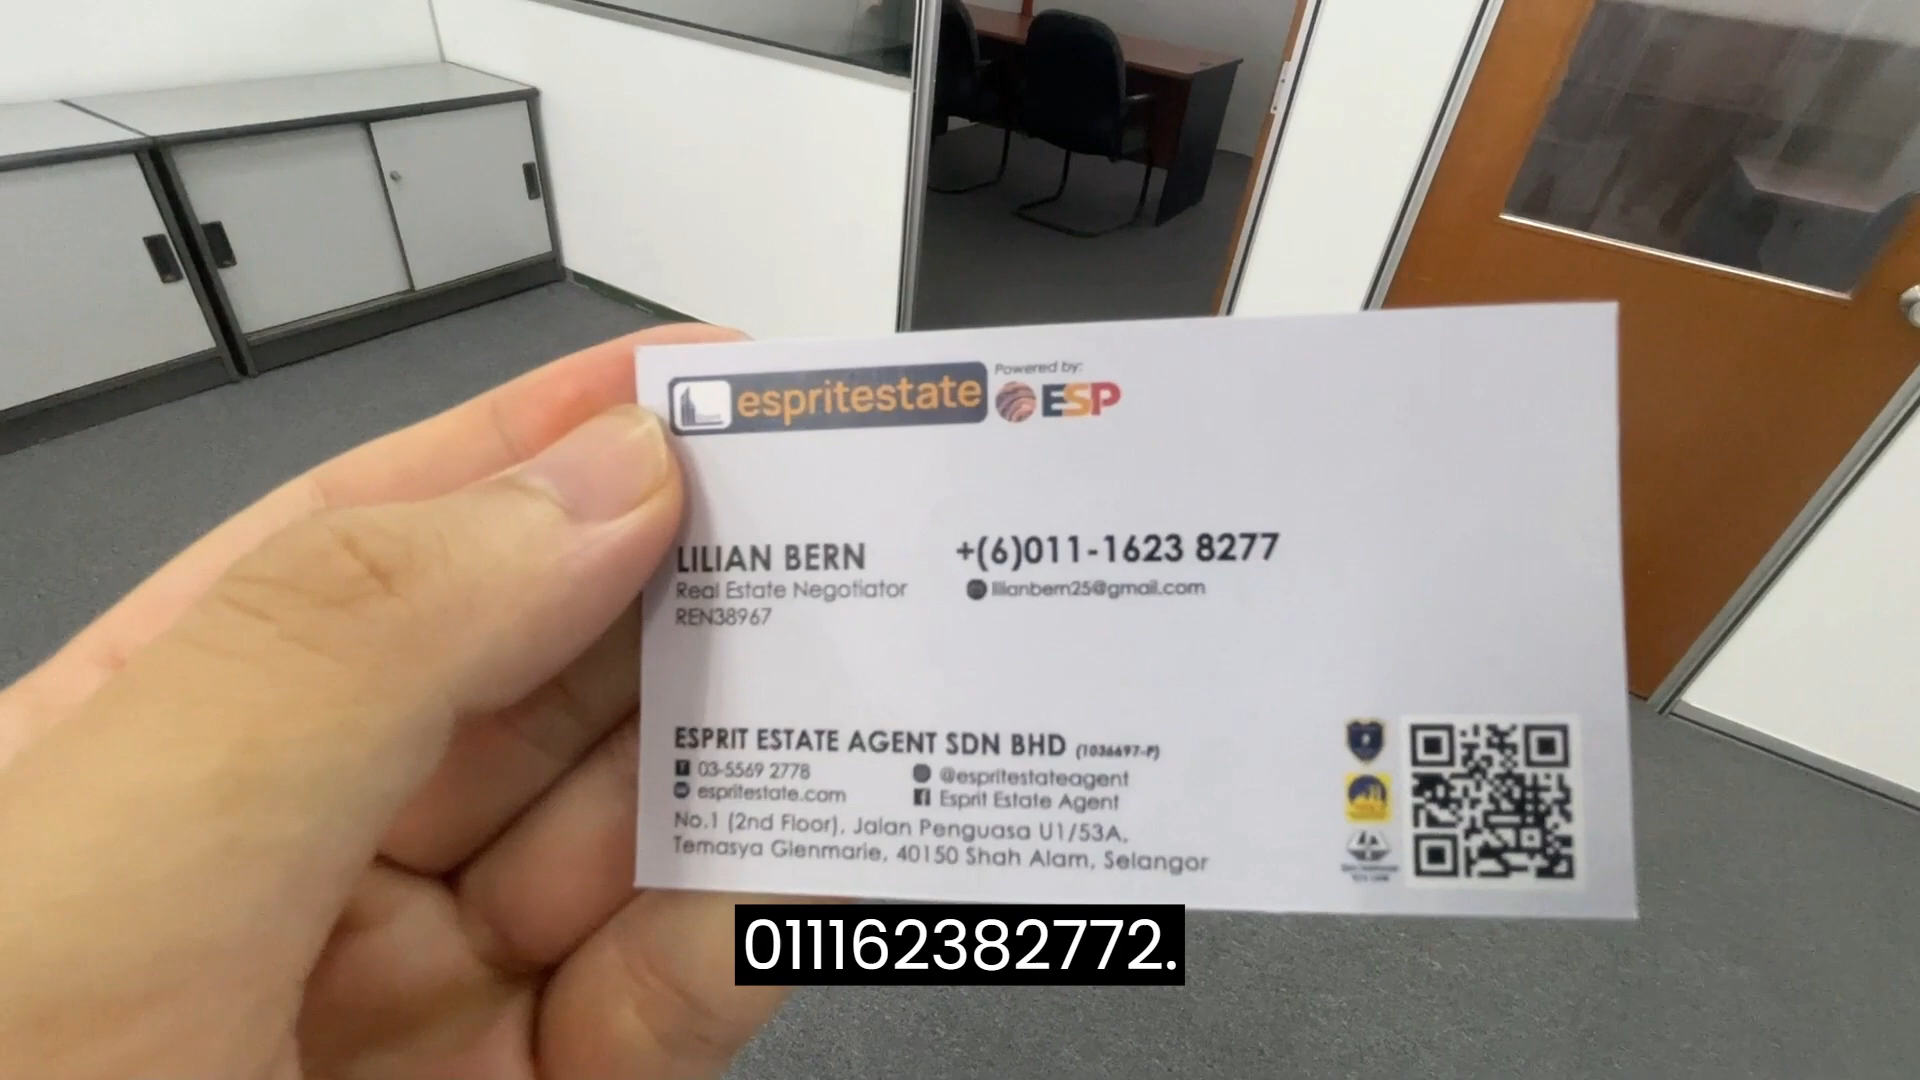 espritestate
Powered by:
ESP
LILIAN BERN
Real Estate Negotiator
REN38967
+(6)011-1623 8277
lilianbern25@gmail.com
ESPRIT ESTATE AGENT SDN BHD (1036697-P)
03-5569 2778
@espritestateagent
espritestate.com
Esprit Estate Agent
No.1 (2nd Floor), Jalan Penguasa U1/53A,
Temasya Glenmarie, 40150 Shah Alam, Selangor
011162382772.